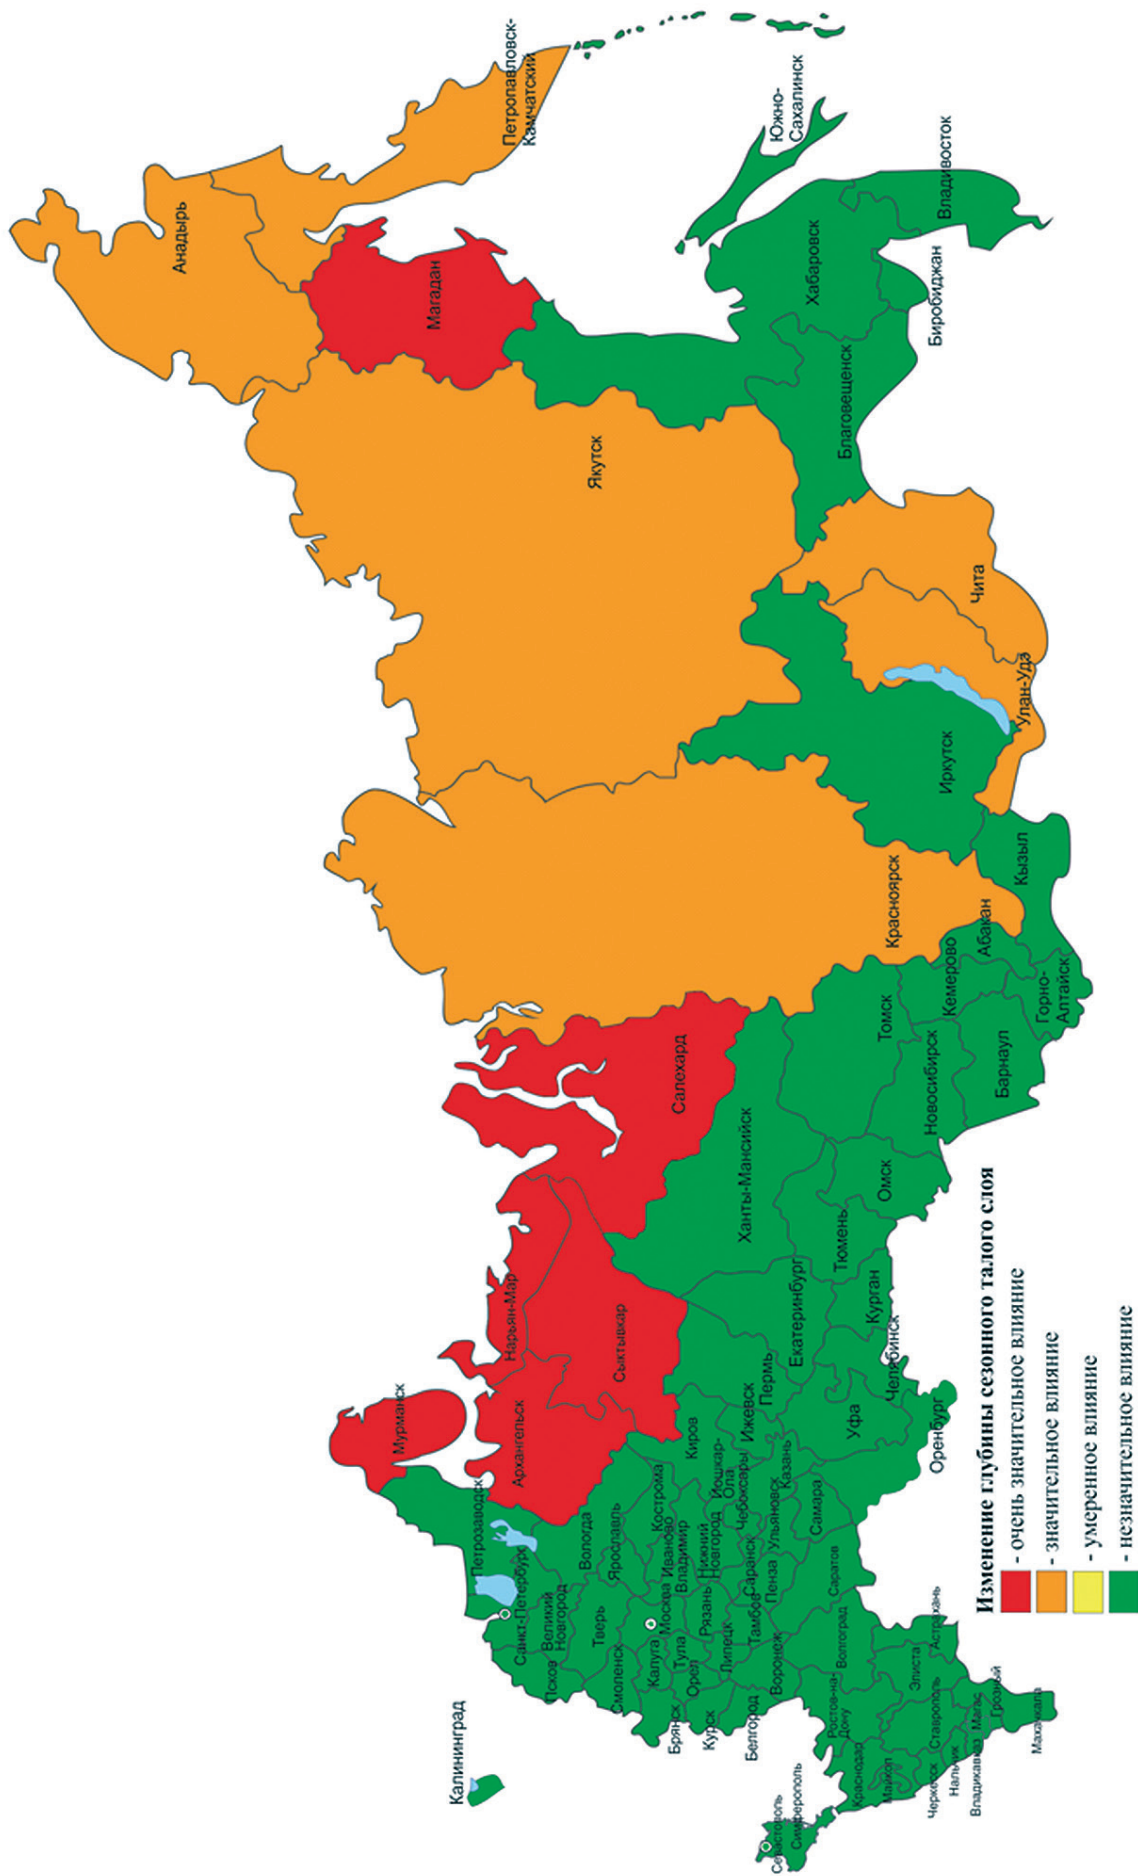 Калининград
Мурманск
Петрозаводск
Санкт-Петербург
Архангельск
Нарьян-Мар
Псков
Великий
Новгород
Вологда
Сыктывкар
Смоленск
Тверь
Ярославль
Кострома
Киров
Салехард
Брянск
Калуга
Москва
Иваново
Владимир
Курск
Орел
Тула
Рязань
Нижний
Новгород
Йошкар-
Ола
Чебоксары
Ижевск
Пермь
Ханты-Мансийск
Белгород
Липецк
Тамбов
Саранск
Воронеж
Пенза
Ульяновск
Казань
Екатеринбург
Севастополь
Симферополь
Ростов-на-
Дону
Волгоград
Саратов
Самара
Уфа
Тюмень
Краснодар
Майкоп
Курган
Челябинск
Омск
Томск
Красноярск
Черкесск
Ставрополь
Элиста
Астрахань
Оренбург
Новосибирск
Кемерово
Нальчик
Владикавказ
Магас
Грозный
Махачкала
Абакан
Барнаул
Горно-
Алтайск
Кызыл
Иркутск
Улан-Удэ
Чита
Якутск
Магадан
Анадырь
Петропавловск-
Камчатский
Благовещенск
Хабаровск
Биробиджан
Владивосток
Южно-
Сахалинск
Изменение глубины сезонного талого слоя
- очень значительное влияние
- значительное влияние
- умеренное влияние
- незначительное влияние